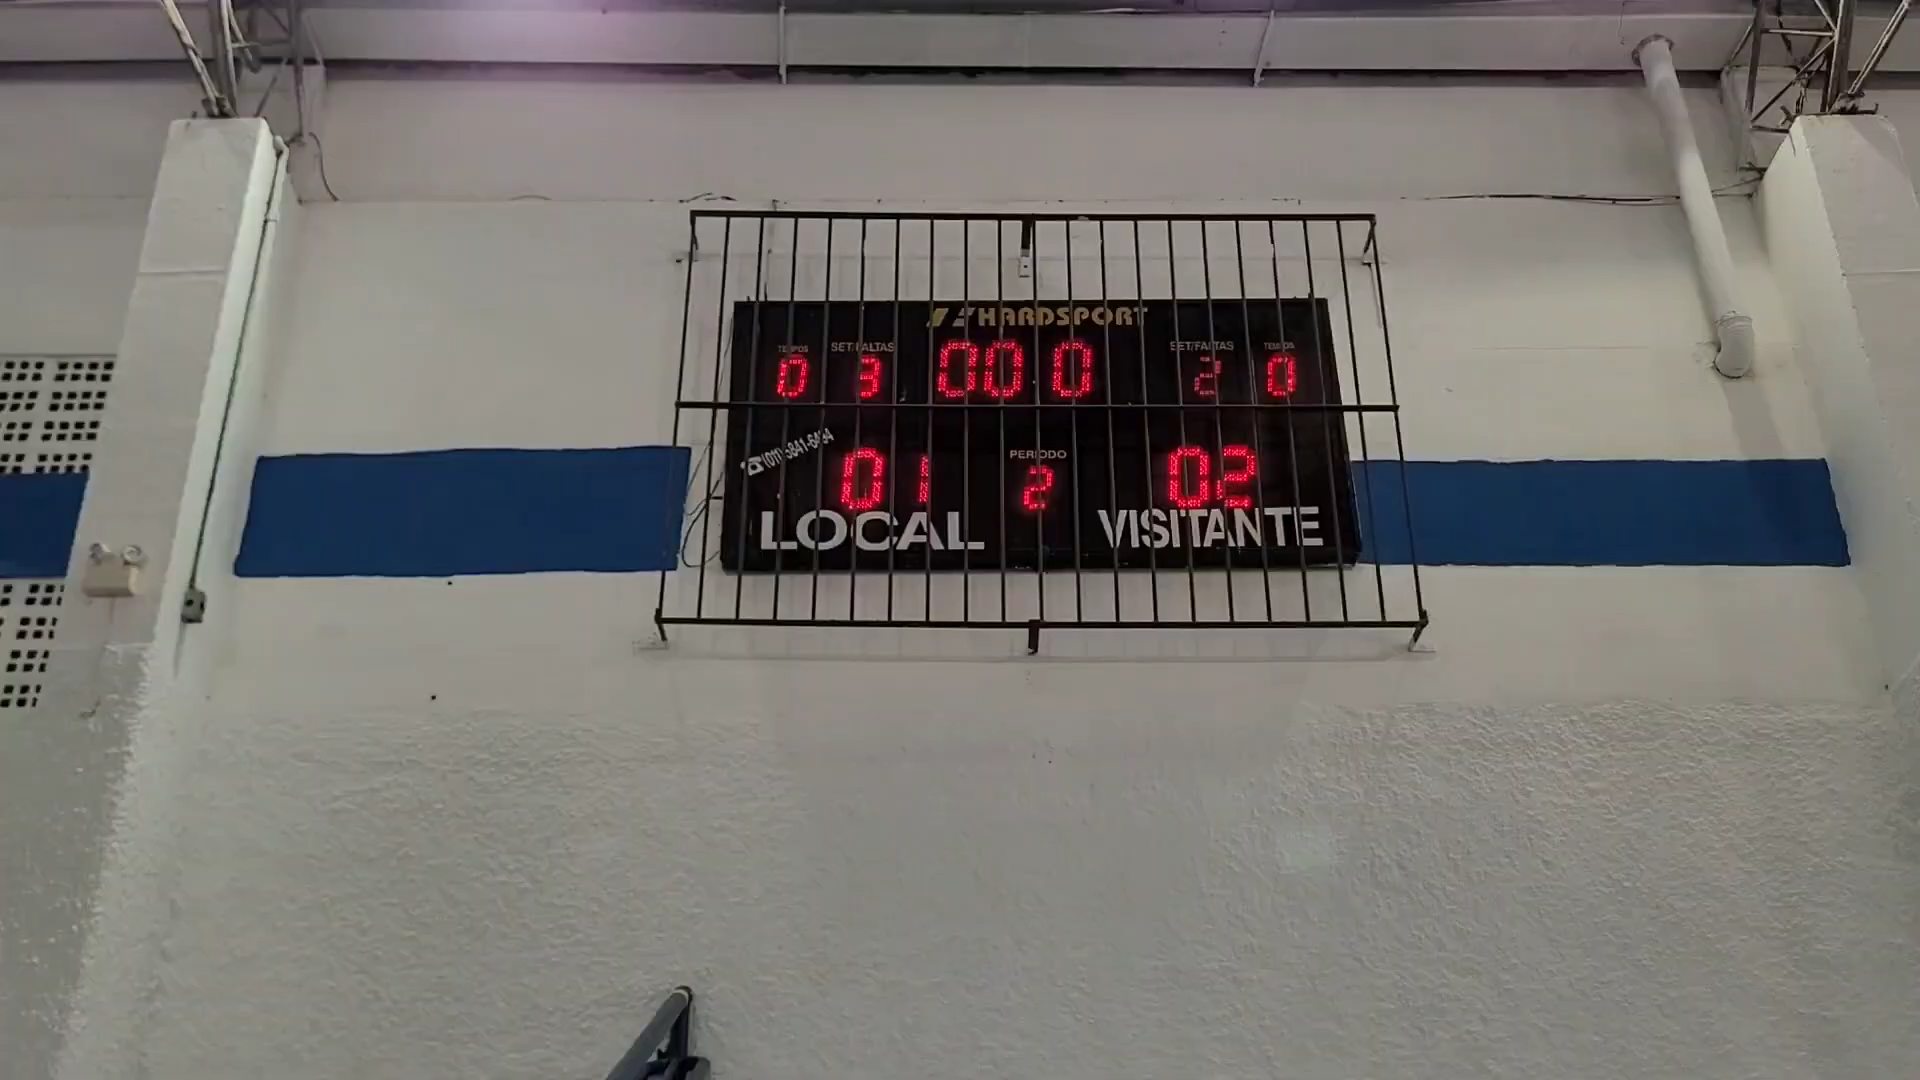 HARDSPORT
TEMPOS SET/FALTAS SET/FALTAS TEMPOS
0 3 00 0 2 0
PERIODO
01 2 02
LOCAL VISITANTE